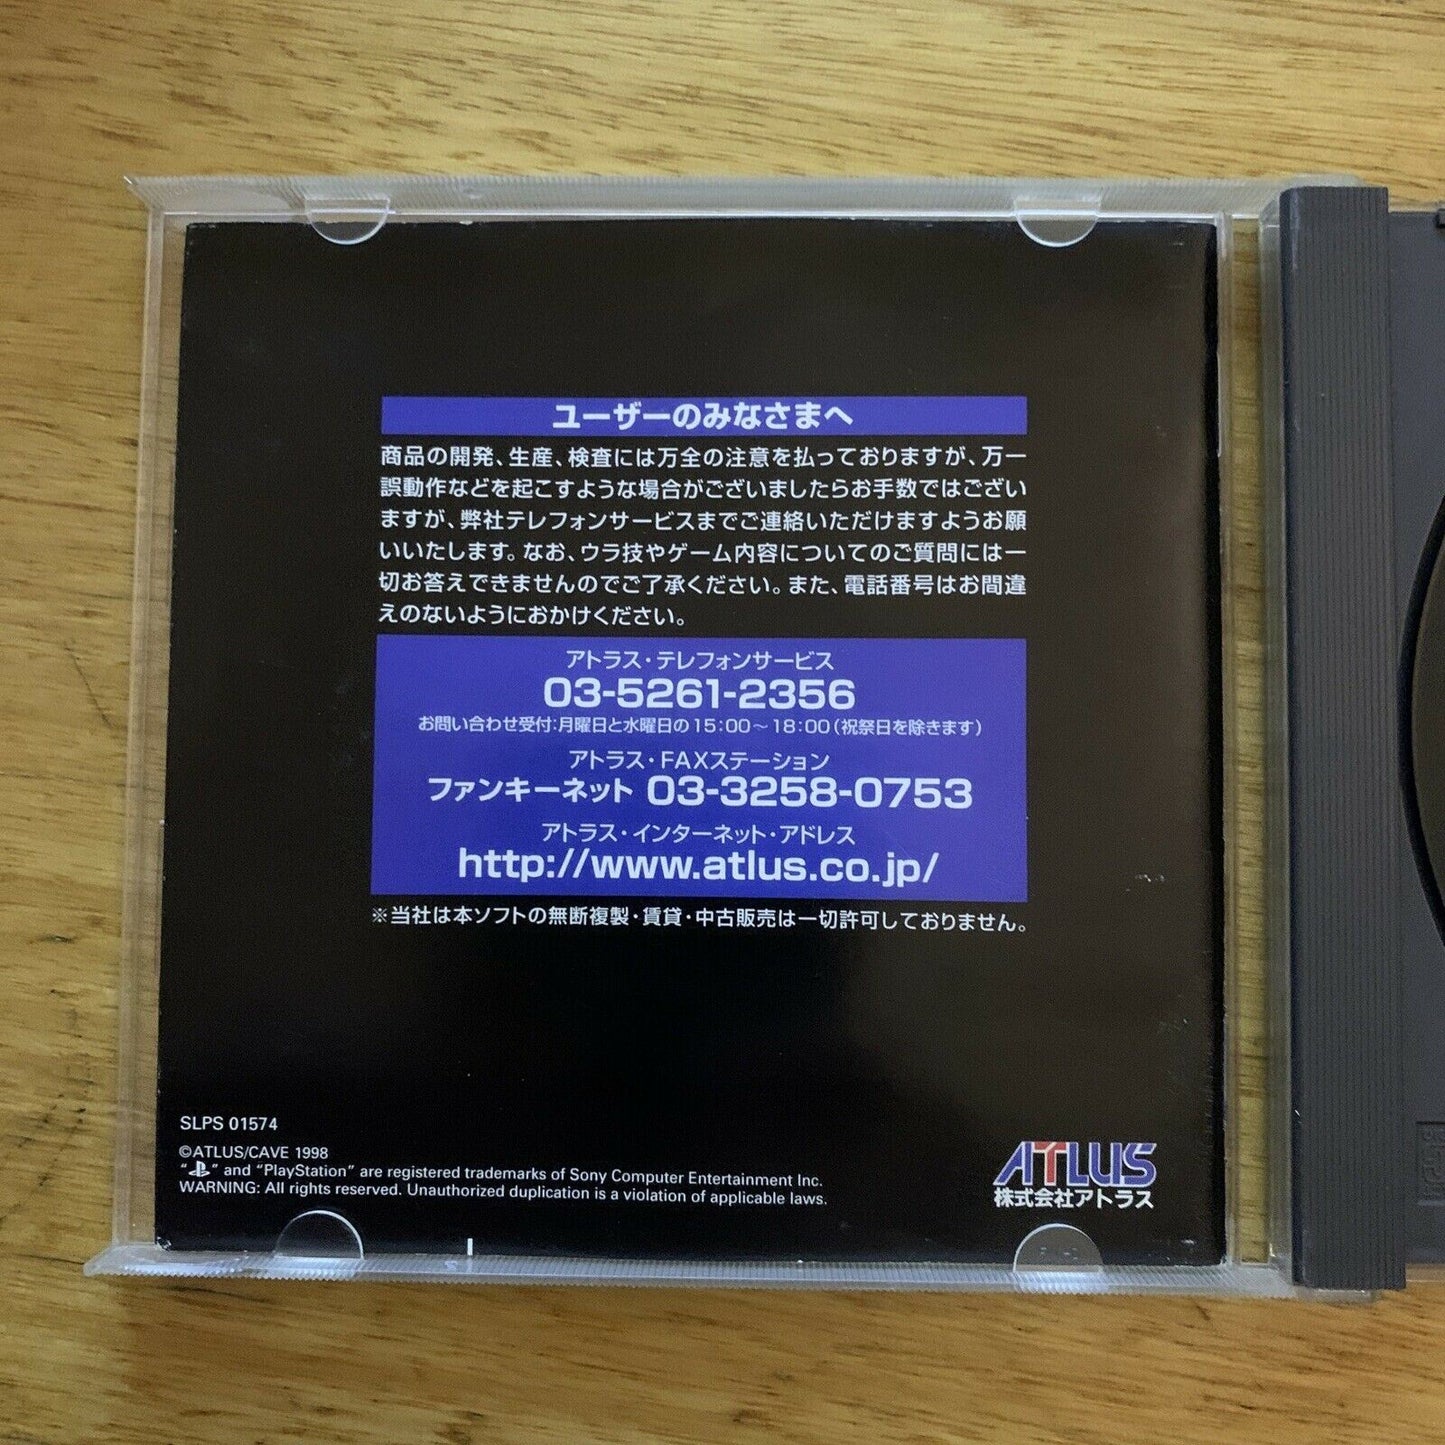 ユーザーのみなさまへ
商品の開発、生産、検査には万全の注意を払っておりますが、万一
誤動作などを起こすような場合がございましたらお手数ではござい
ますが、弊社テレフォンサービスまでご連絡いただけますようお願
いいたします。なお、ウラ技やゲーム内容についてのご質問には一
切お答えできませんのでご了承ください。また、電話番号はお間違
えのないようにおかけください。
アトラス・テレフォンサービス
03-5261-2356
お問い合わせ受付:月曜日と水曜日の15:00～18:00(祝祭日を除きます)
アトラス・FAXステーション
ファンキーネット 03-3258-0753
アトラス・インターネット・アドレス
http://www.atlus.co.jp/
※当社は本ソフトの無断複製・賃貸・中古販売は一切許可しておりません。
SLPS 01574
©ATLUS/CAVE 1998
“ ” and “PlayStation” are registered trademarks of Sony Computer Entertainment Inc.
WARNING: All rights reserved. Unauthorized duplication is a violation of applicable laws.
ATLUS
株式会社アトラス